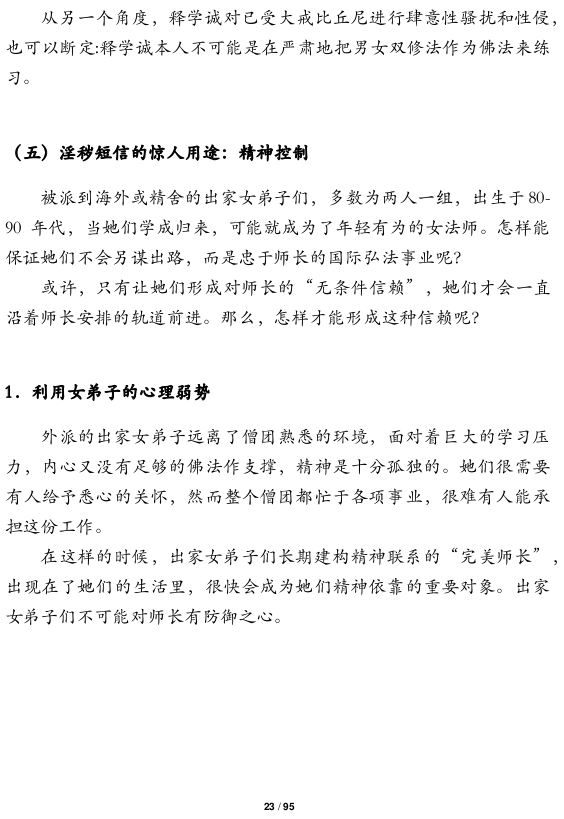 从另一个角度，释学诚对已受大戒比丘尼进行肆意性骚扰和性侵，
也可以断定:释学诚本人不可能是在严肃地把男女双修法作为佛法来练
习。
（五）淫秽短信的惊人用途：精神控制
被派到海外或精舍的出家女弟子们，多数为两人一组，出生于 80-
90 年代，当她们学成归来，可能就成为了年轻有为的女法师。怎样能
保证她们不会另谋出路，而是忠于师长的国际弘法事业呢?
或许，只有让她们形成对师长的“无条件信赖”，她们才会一直
沿着师长安排的轨道前进。那么，怎样才能形成这种信赖呢?
1．利用女弟子的心理弱势
外派的出家女弟子远离了僧团熟悉的环境，面对着巨大的学习压
力，内心又没有足够的佛法作支撑，精神是十分孤独的。她们很需要
有人给予悉心的关怀，然而整个僧团都忙于各项事业，很难有人能承
担这份工作。
在这样的时候，出家女弟子们长期建构精神联系的“完美师长”，
出现在了她们的生活里，很快会成为她们精神依靠的重要对象。出家
女弟子们不可能对师长有防御之心。
23 / 95